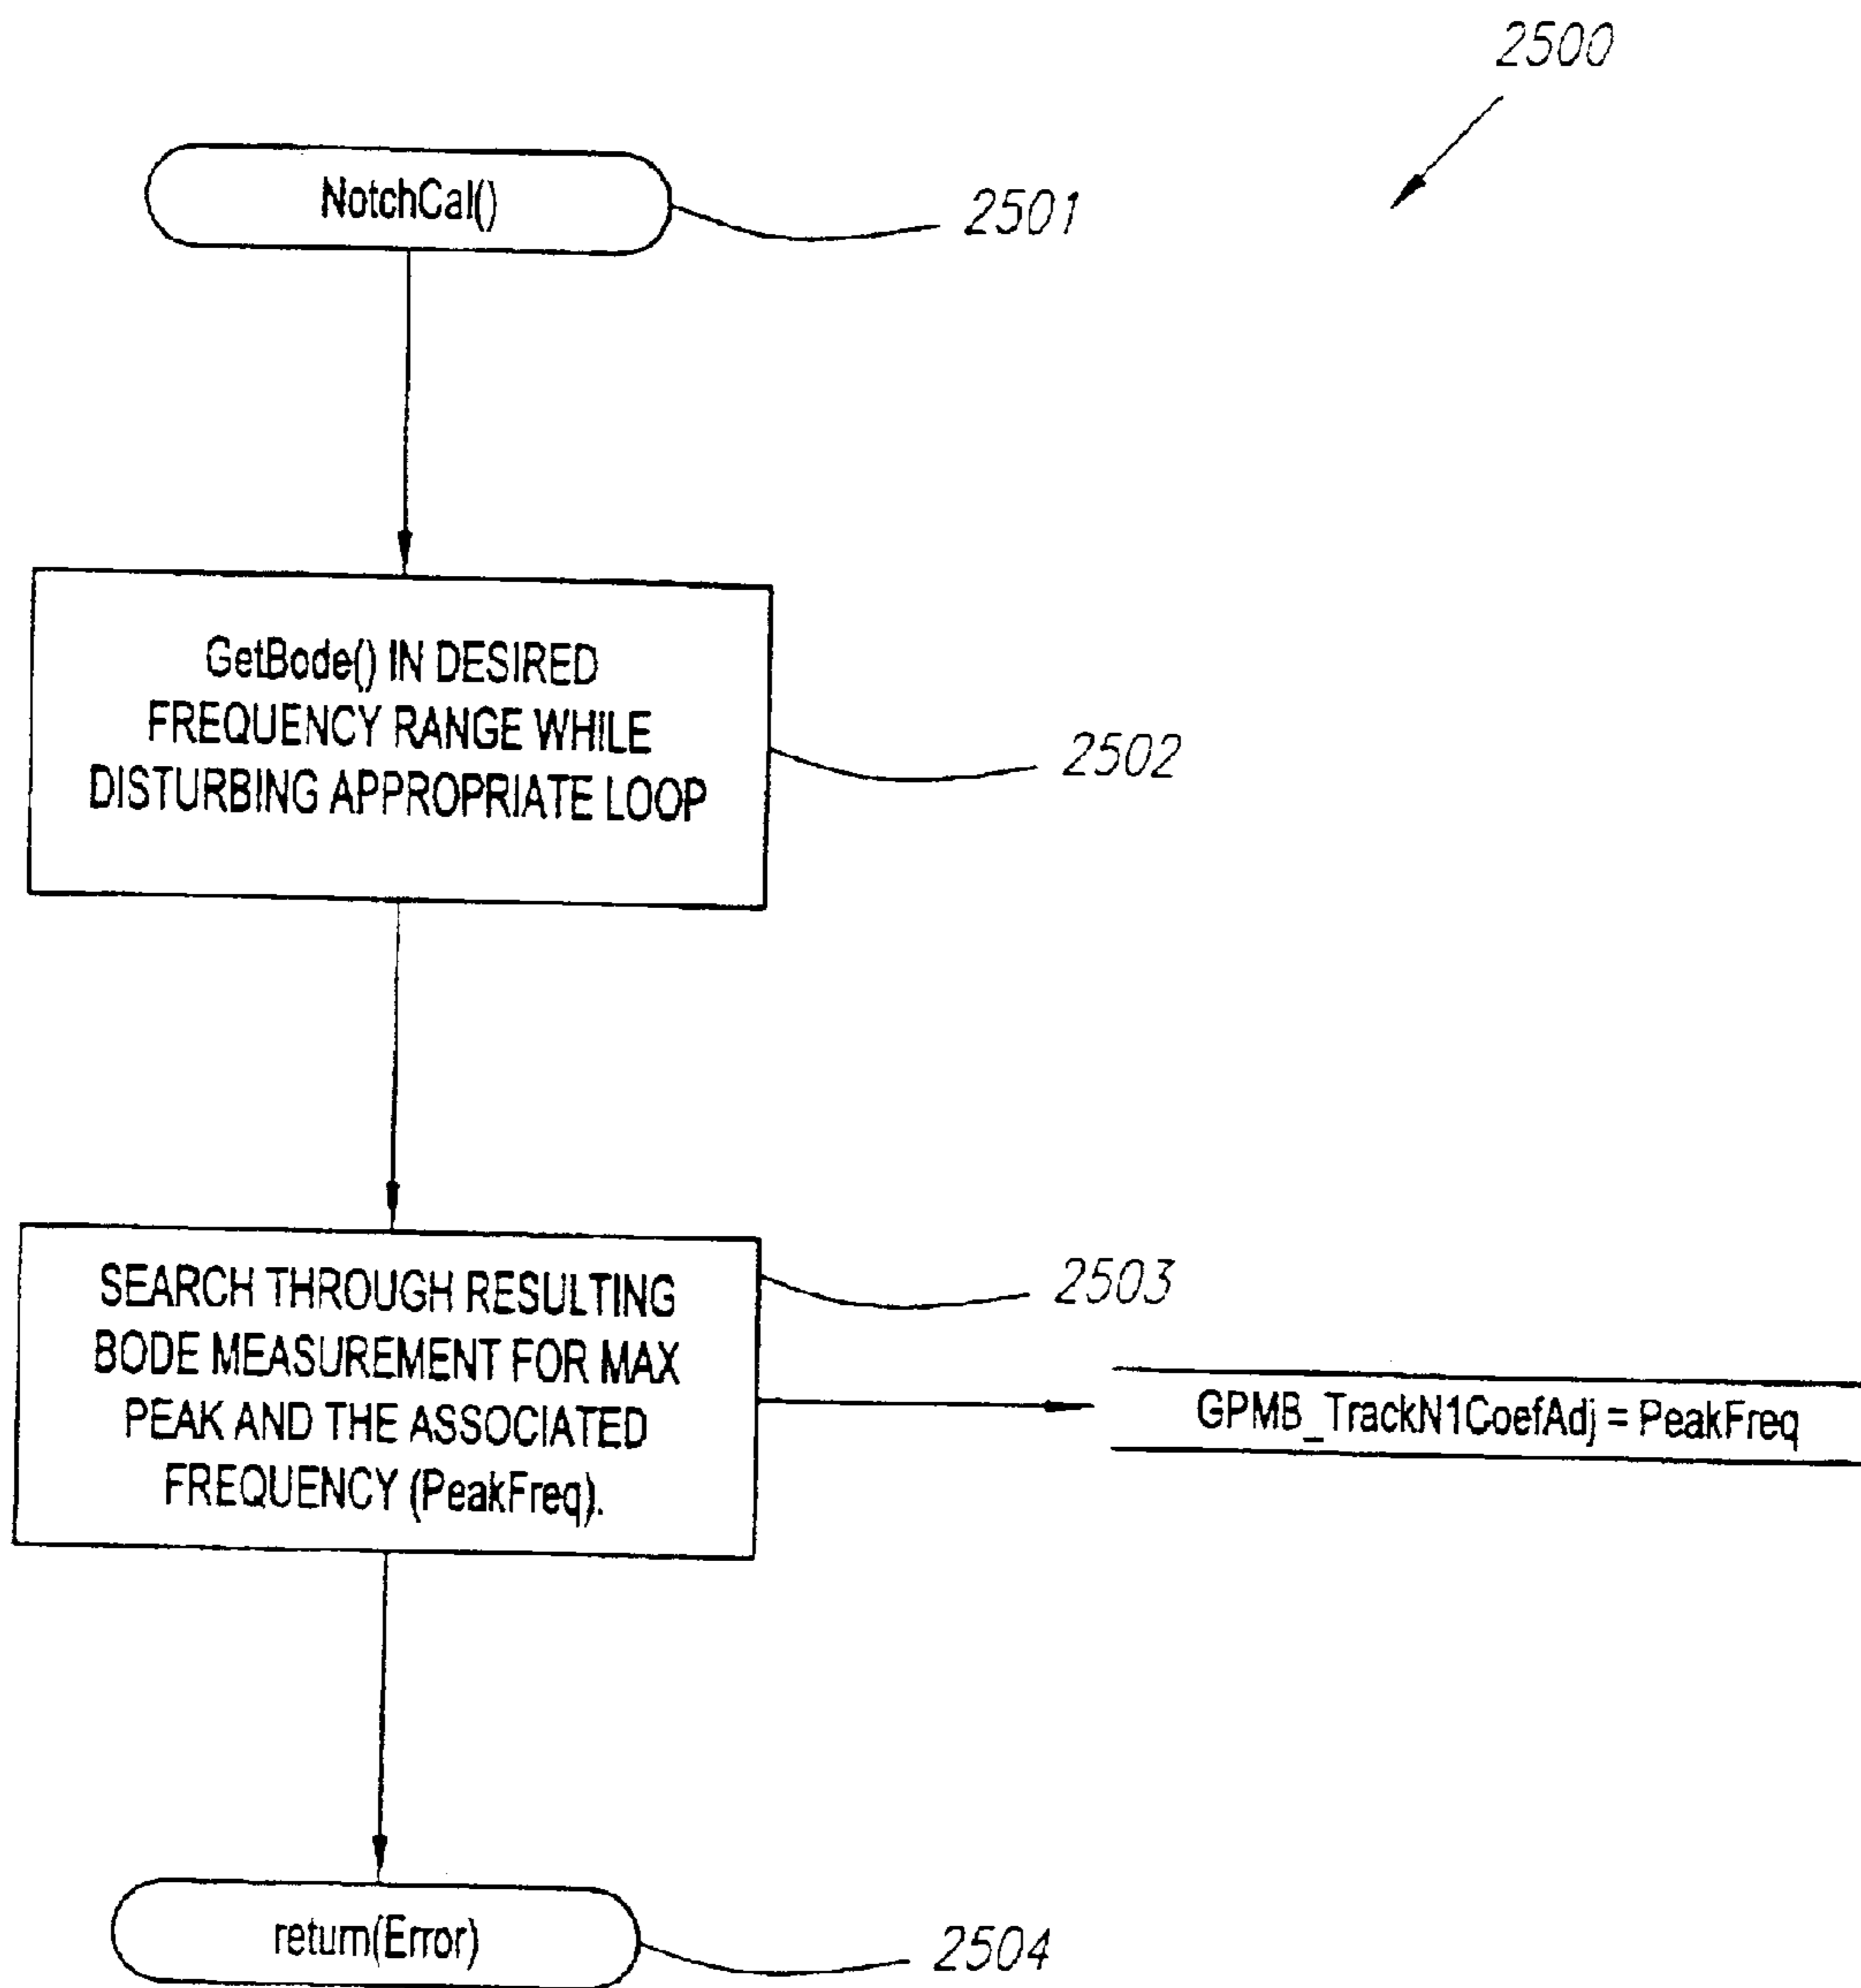 2500
NotchCal()
2501
GetBode() IN DESIRED
FREQUENCY RANGE WHILE
DISTURBING APPROPRIATE LOOP
2502
SEARCH THROUGH RESULTING
BODE MEASUREMENT FOR MAX
PEAK AND THE ASSOCIATED
FREQUENCY (PeakFreq).
2503
GPMB_TrackN1CoefAdj = PeakFreq
return(Error)
2504